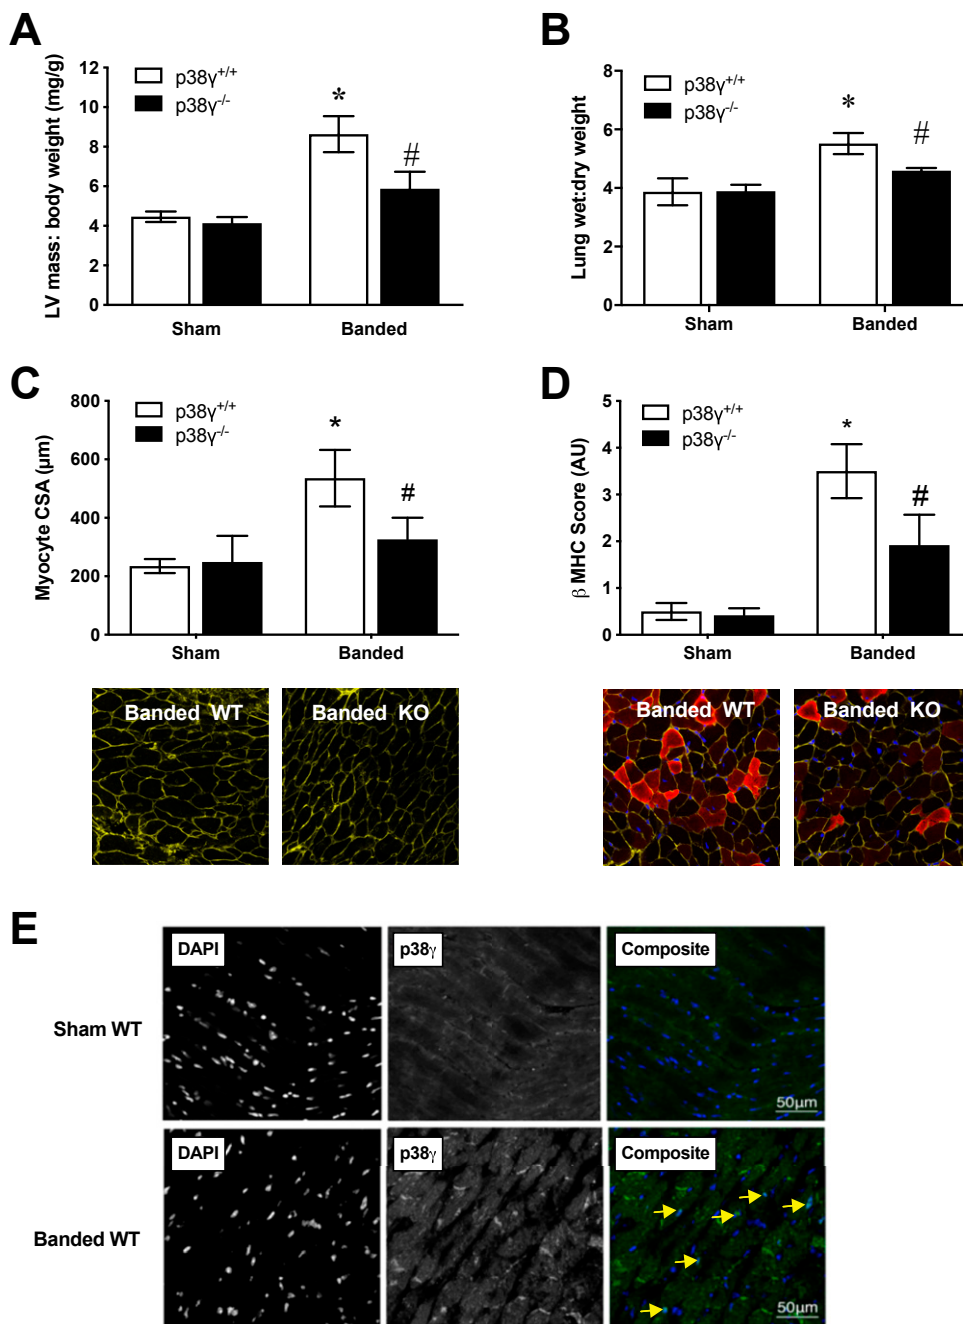 A
LV mass: body weight (mg/g)
12
10
8
6
4
2
0
p38γ+/+
p38γ-/-
*
#
Sham
Banded
B
Lung wet:dry weight
8
6
4
2
0
p38γ+/+
p38γ-/-
*
#
Sham
Banded
C
Myocyte CSA (μm)
800
600
400
200
0
p38γ+/+
p38γ-/-
*
#
Sham
Banded
Banded WT
Banded KO
D
β MHC Score (AU)
5
4
3
2
1
0
p38γ+/+
p38γ-/-
*
#
Sham
Banded
Banded WT
Banded KO
E
Sham WT
DAPI
p38γ
Composite
50μm
Banded WT
DAPI
p38γ
Composite
50μm